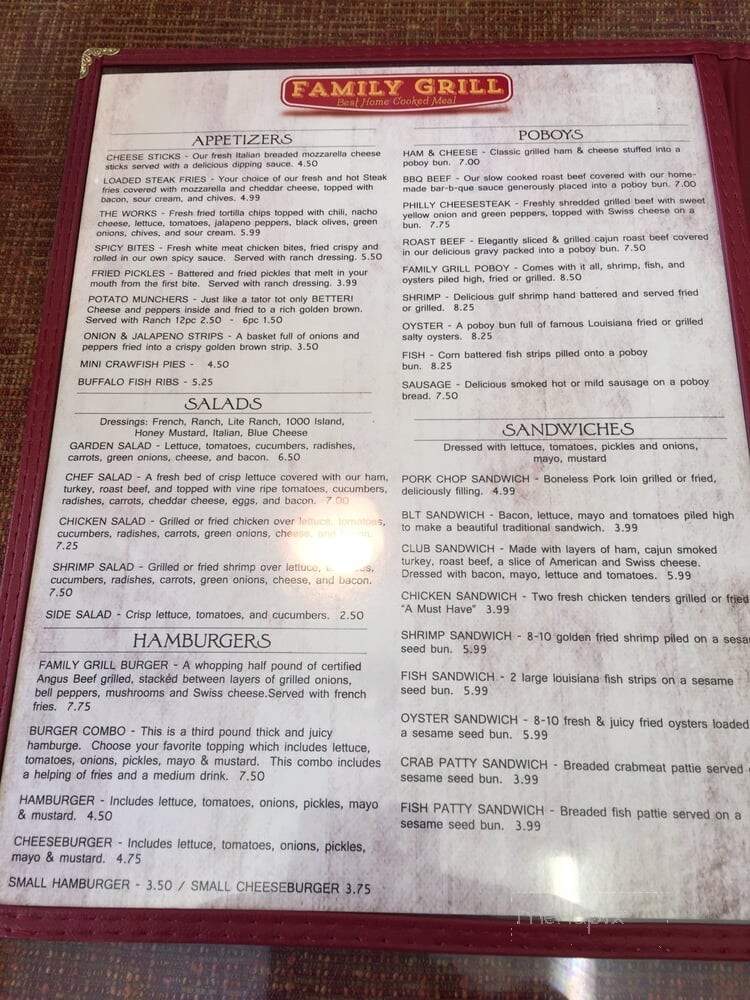 FAMILY GRILL
Best Home Cooked Meal
APPETIZERS
CHEESE STICKS - Our fresh Italian breaded mozzarella cheese
sticks served with a delicious dipping sauce. 4.50
LOADED STEAK FRIES - Your choice of our fresh and hot Steak
fries covered with mozzarella and cheddar cheese, topped with
bacon, sour cream, and chives. 4.99
THE WORKS - Fresh fried tortilla chips topped with chili, nacho
cheese, lettuce, tomatoes, jalapeno peppers, black olives, green
onions, chives, and sour cream. 5.99
SPICY BITES - Fresh white meat chicken bites, fried crispy and
rolled in our own spicy sauce. Served with ranch dressing. 5.50
FRIED PICKLES - Battered and fried pickles that melt in your
mouth from the first bite. Served with ranch dressing. 3.99
POTATO MUNCHERS - Just like a tator tot only BETTER!
Cheese and peppers inside and fried to a rich golden brown.
Served with Ranch 12pc 2.50 - 6pc 1.50
ONION & JALAPENO STRIPS - A basket full of onions and
peppers fried into a crispy golden brown strip. 3.50
MINI CRAWFISH PIES - 4.50
BUFFALO FISH RIBS - 5.25
SALADS
Dressings: French, Ranch, Lite Ranch, 1000 Island,
Honey Mustard, Italian, Blue Cheese
GARDEN SALAD - Lettuce, tomatoes, cucumbers, radishes,
carrots, green onions, cheese, and bacon. 6.50
CHEF SALAD - A fresh bed of crisp lettuce covered with our ham,
turkey, roast beef, and topped with vine ripe tomatoes, cucumbers,
radishes, carrots, cheddar cheese, eggs, and bacon. 7.00
CHICKEN SALAD - Grilled or fried chicken over lettuce, tomatoes,
cucumbers, radishes, carrots, green onions, cheese, and bacon.
7.25
SHRIMP SALAD - Grilled or fried shrimp over lettuce,
cucumbers, radishes, carrots, green onions, cheese, and bacon.
7.50
SIDE SALAD - Crisp lettuce, tomatoes, and cucumbers. 2.50
HAMBURGERS
FAMILY GRILL BURGER - A whopping half pound of certified
Angus Beef grilled, stacked between layers of grilled onions,
bell peppers, mushrooms and Swiss cheese.Served with french
fries. 7.75
BURGER COMBO - This is a third pound thick and juicy
hamburge. Choose your favorite topping which includes lettuce,
tomatoes, onions, pickles, mayo & mustard. This combo includes
a helping of fries and a medium drink. 7.50
HAMBURGER - Includes lettuce, tomatoes, onions, pickles, mayo
& mustard. 4.50
CHEESEBURGER - Includes lettuce, tomatoes, onions, pickles,
mayo & mustard. 4.75
SMALL HAMBURGER - 3.50 / SMALL CHEESEBURGER 3.75
POBOYS
HAM & CHEESE - Classic grilled ham & cheese stuffed into a
poboy bun. 7.00
BBQ BEEF - Our slow cooked roast beef covered with our home-
made bar-b-que sauce generously placed into a poboy bun. 7.00
PHILLY CHEESESTEAK - Freshly shredded grilled beef with sweet
yellow onion and green peppers, topped with Swiss cheese on a
bun. 7.75
ROAST BEEF - Elegantly sliced & grilled cajun roast beef covered
in our delicious gravy packed into a poboy bun. 7.50
FAMILY GRILL POBOY - Comes with it all, shrimp, fish, and
oysters piled high, fried or grilled. 8.50
SHRIMP - Delicious gulf shrimp hand battered and served fried
or grilled. 8.25
OYSTER - A poboy bun full of famous Louisiana fried or grilled
salty oysters. 8.25
FISH - Corn battered fish strips pilled onto a poboy
bun. 8.25
SAUSAGE - Delicious smoked hot or mild sausage on a poboy
bread. 7.50
SANDWICHES
Dressed with lettuce, tomatoes, pickles and onions,
mayo, mustard
PORK CHOP SANDWICH - Boneless Pork loin grilled or fried,
deliciously filling. 4.99
BLT SANDWICH - Bacon, lettuce, mayo and tomatoes piled high
to make a beautiful traditional sandwich. 3.99
CLUB SANDWICH - Made with layers of ham, cajun smoked
turkey, roast beef, a slice of American and Swiss cheese.
Dressed with bacon, mayo, lettuce and tomatoes. 5.99
CHICKEN SANDWICH - Two fresh chicken tenders grilled or fried
"A Must Have" 3.99
SHRIMP SANDWICH - 8-10 golden fried shrimp piled on a sesa
seed bun. 5.99
FISH SANDWICH - 2 large louisiana fish strips on a sesame
seed bun. 5.99
OYSTER SANDWICH - 8-10 fresh & juicy fried oysters loaded
a sesame seed bun. 5.99
CRAB PATTY SANDWICH - Breaded crabmeat pattie served
sesame seed bun. 3.99
FISH PATTY SANDWICH - Breaded fish pattie served on a
sesame seed bun. 3.99